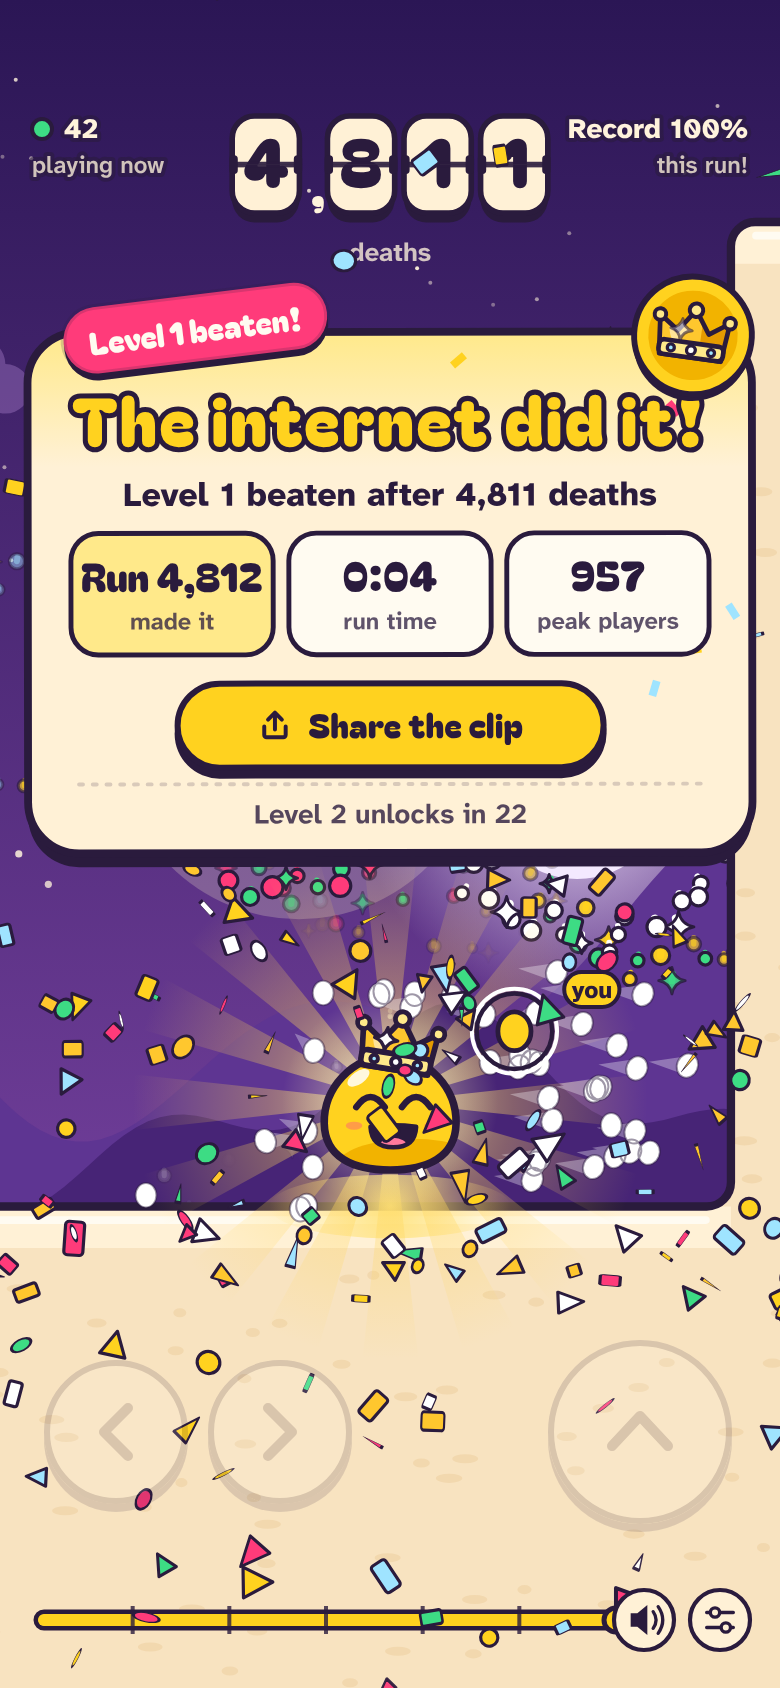 42
playing now
4,811
deaths
Record 100%
this run!
Level 1 beaten!
The internet did it!
Level 1 beaten after 4,811 deaths
Run 4,812
made it
0:04
run time
957
peak players
Share the clip
Level 2 unlocks in 22
you